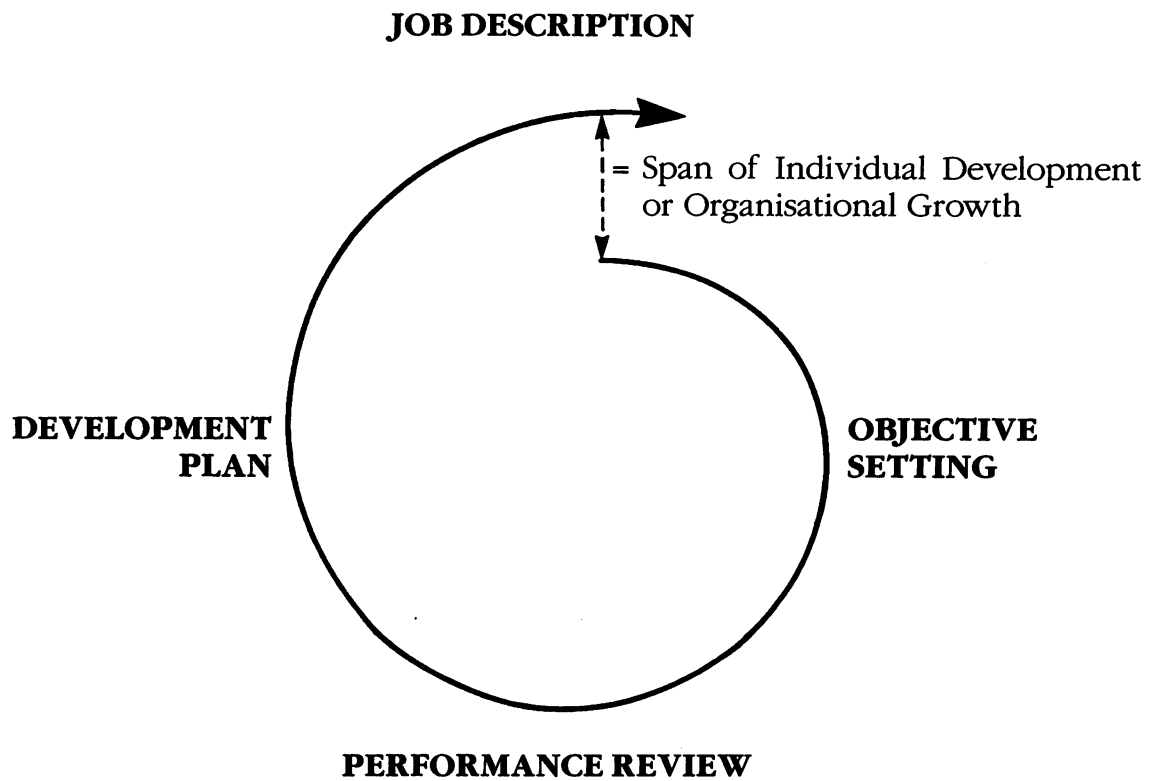 JOB DESCRIPTION
= Span of Individual Development
or Organisational Growth
DEVELOPMENT
PLAN
OBJECTIVE
SETTING
PERFORMANCE REVIEW